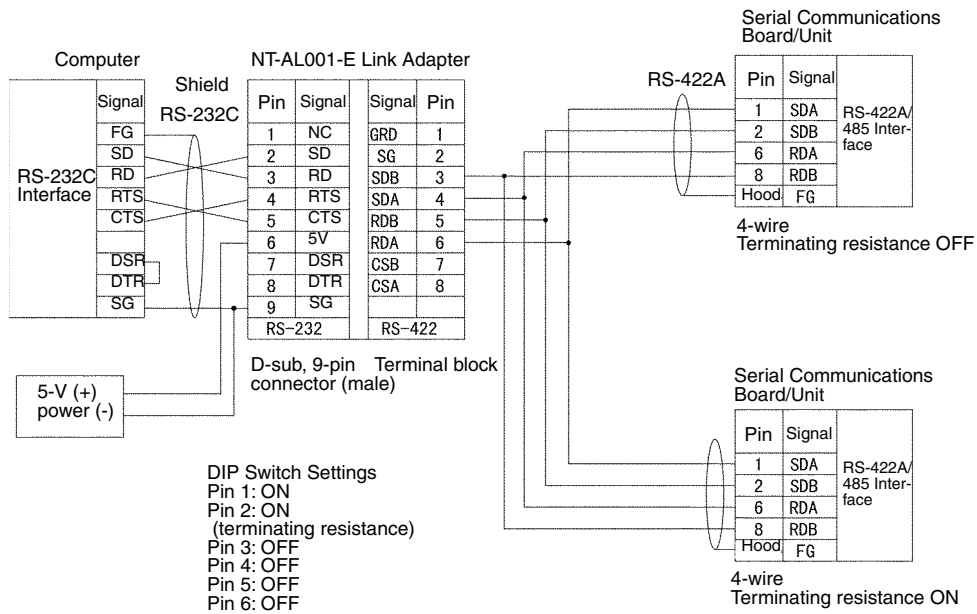 Computer
Shield
RS-232C
NT-AL001-E Link Adapter
Signal
RS-232C
Interface
FG
SD
RD
RTS
CTS
DSR
DTR
SG
Pin Signal
1 NC
2 SD
3 RD
4 RTS
5 CTS
6 5V
7 DSR
8 DTR
9 SG
RS-232
Signal Pin
GRD 1
SG 2
SDB 3
SDA 4
RDB 5
RDA 6
CSB 7
CSA 8
RS-422
D-sub, 9-pin
connector (male)
Terminal block
5-V (+)
power (-)
DIP Switch Settings
Pin 1: ON
Pin 2: ON
(terminating resistance)
Pin 3: OFF
Pin 4: OFF
Pin 5: OFF
Pin 6: OFF
RS-422A
Serial Communications
Board/Unit
Pin Signal
1 SDA
2 SDB
6 RDA
8 RDB
Hood FG
RS-422A/
485 Inter-
face
4-wire
Terminating resistance OFF
Serial Communications
Board/Unit
Pin Signal
1 SDA
2 SDB
6 RDA
8 RDB
Hood FG
RS-422A/
485 Inter-
face
4-wire
Terminating resistance ON